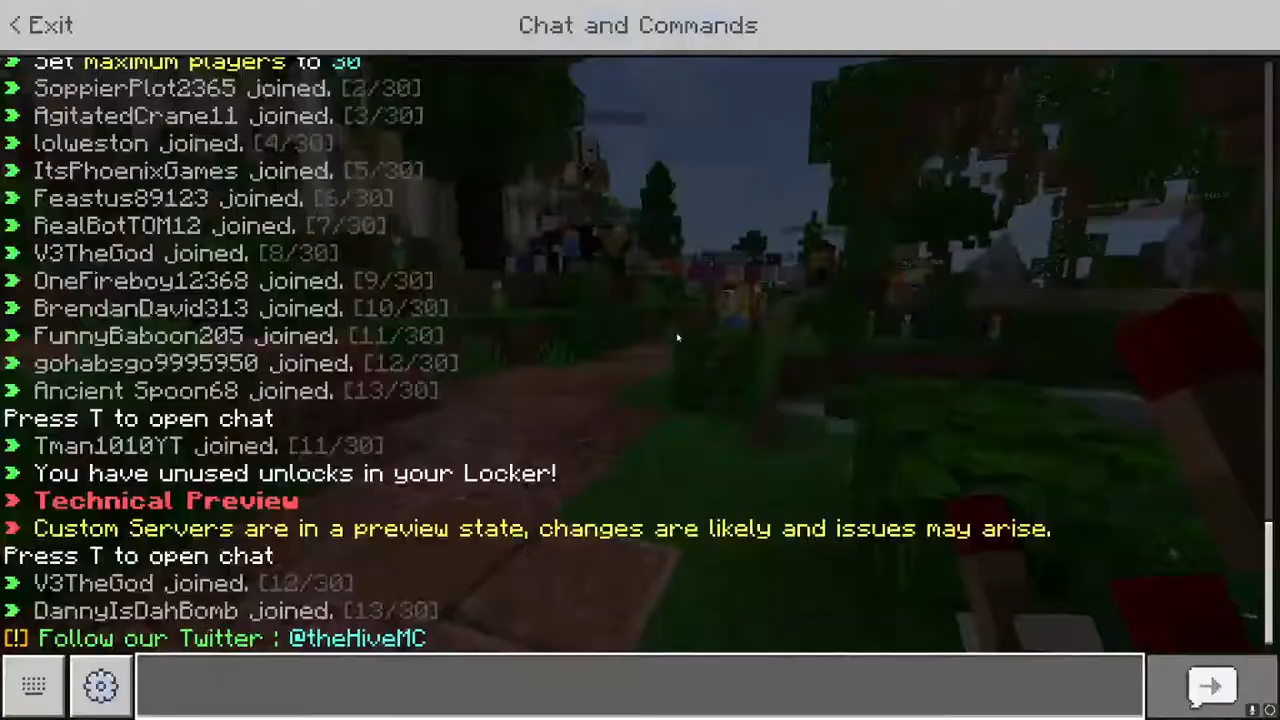 < Exit
Chat and Commands
Set maximum players to 30
SoppierPlot2365 joined. [2/30]
AgitatedCrane11 joined. [3/30]
lolweston joined. [4/30]
ItsPhoenixGames joined. [5/30]
Feastus89123 joined. [6/30]
RealBotTOM12 joined. [7/30]
V3TheGod joined. [8/30]
OneFireboy12368 joined. [9/30]
BrendanDavid313 joined. [10/30]
FunnyBaboon205 joined. [11/30]
gohabsgo9995950 joined. [12/30]
Ancient Spoon68 joined. [13/30]
Press T to open chat
Tman1010YT joined. [11/30]
You have unused unlocks in your Locker!
Technical Preview
Custom Servers are in a preview state, changes are likely and issues may arise.
Press T to open chat
V3TheGod joined. [12/30]
DannyIsDahBomb joined. [13/30]
[!] Follow our Twitter : @theHiveMC